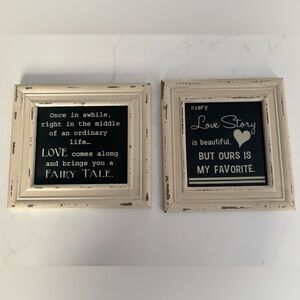 Once in awhile,
right in the middle
of an ordinary
life...
LOVE comes along
and brings you a
FAIRY TALE.
every
Love Story
is beautiful,
BUT OURS IS
MY FAVORITE.